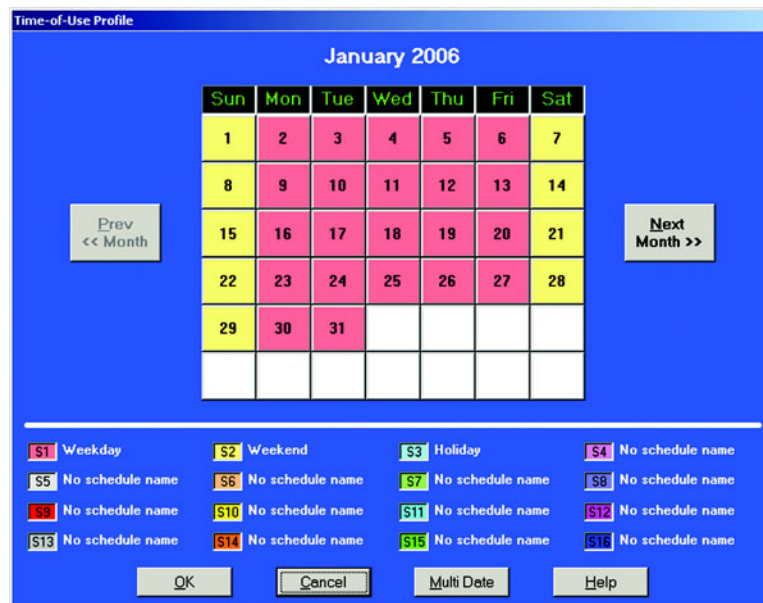 Time-of-Use Profile
January 2006
Sun Mon Tue Wed Thu Fri Sat
1 2 3 4 5 6 7
8 9 10 11 12 13 14
Prev
<< Month
Next
Month >>
15 16 17 18 19 20 21
22 23 24 25 26 27 28
29 30 31
S1 Weekday S2 Weekend S3 Holiday S4 No schedule name
S5 No schedule name S6 No schedule name S7 No schedule name S8 No schedule name
S9 No schedule name S10 No schedule name S11 No schedule name S12 No schedule name
S13 No schedule name S14 No schedule name S15 No schedule name S16 No schedule name
OK Cancel Multi Date Help